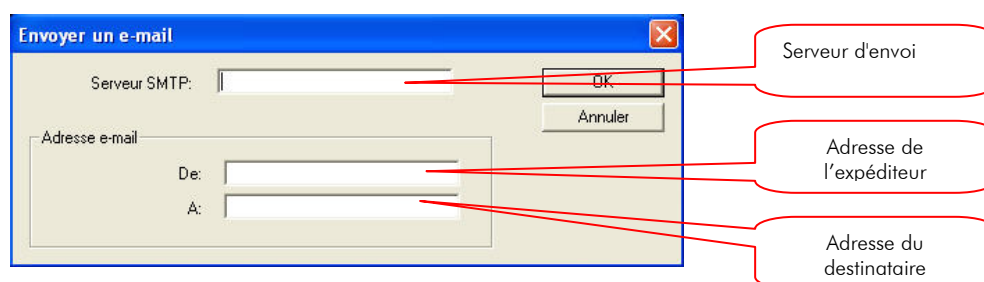 Envoyer un e-mail
Serveur SMTP:
OK
Annuler
Adresse e-mail
De:
A:
Serveur d'envoi
Adresse de
l’expéditeur
Adresse du
destinataire